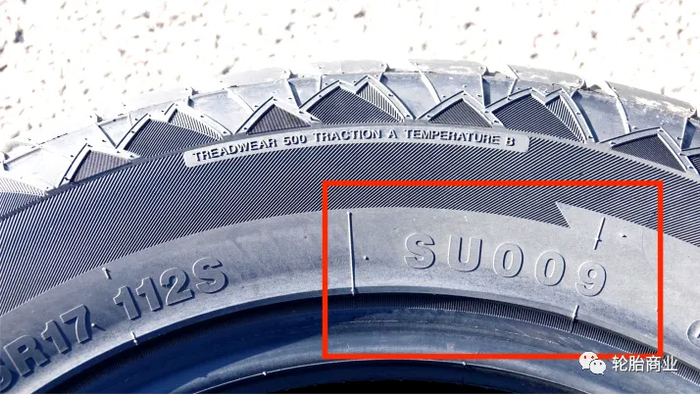 TREADWEAR 500 TRACTION A TEMPERATURE B
SU009
R17 112S
轮胎商业